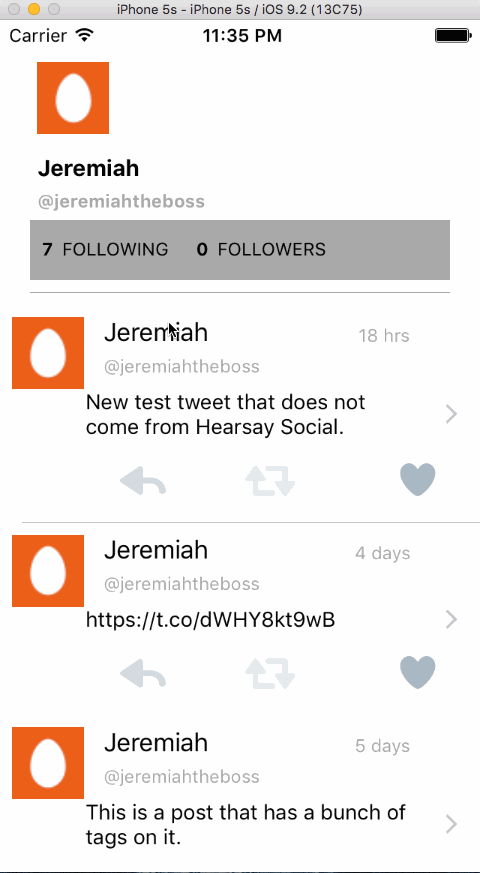 iPhone 5s - iPhone 5s / iOS 9.2 (13C75)
Carrier 11:35 PM
Jeremiah
@jeremiahtheboss
7 FOLLOWING 0 FOLLOWERS
Jeremiah 18 hrs
@jeremiahtheboss
New test tweet that does not
come from Hearsay Social.
Jeremiah 4 days
@jeremiahtheboss
https://t.co/dWHY8kt9wB
Jeremiah 5 days
@jeremiahtheboss
This is a post that has a bunch of
tags on it.